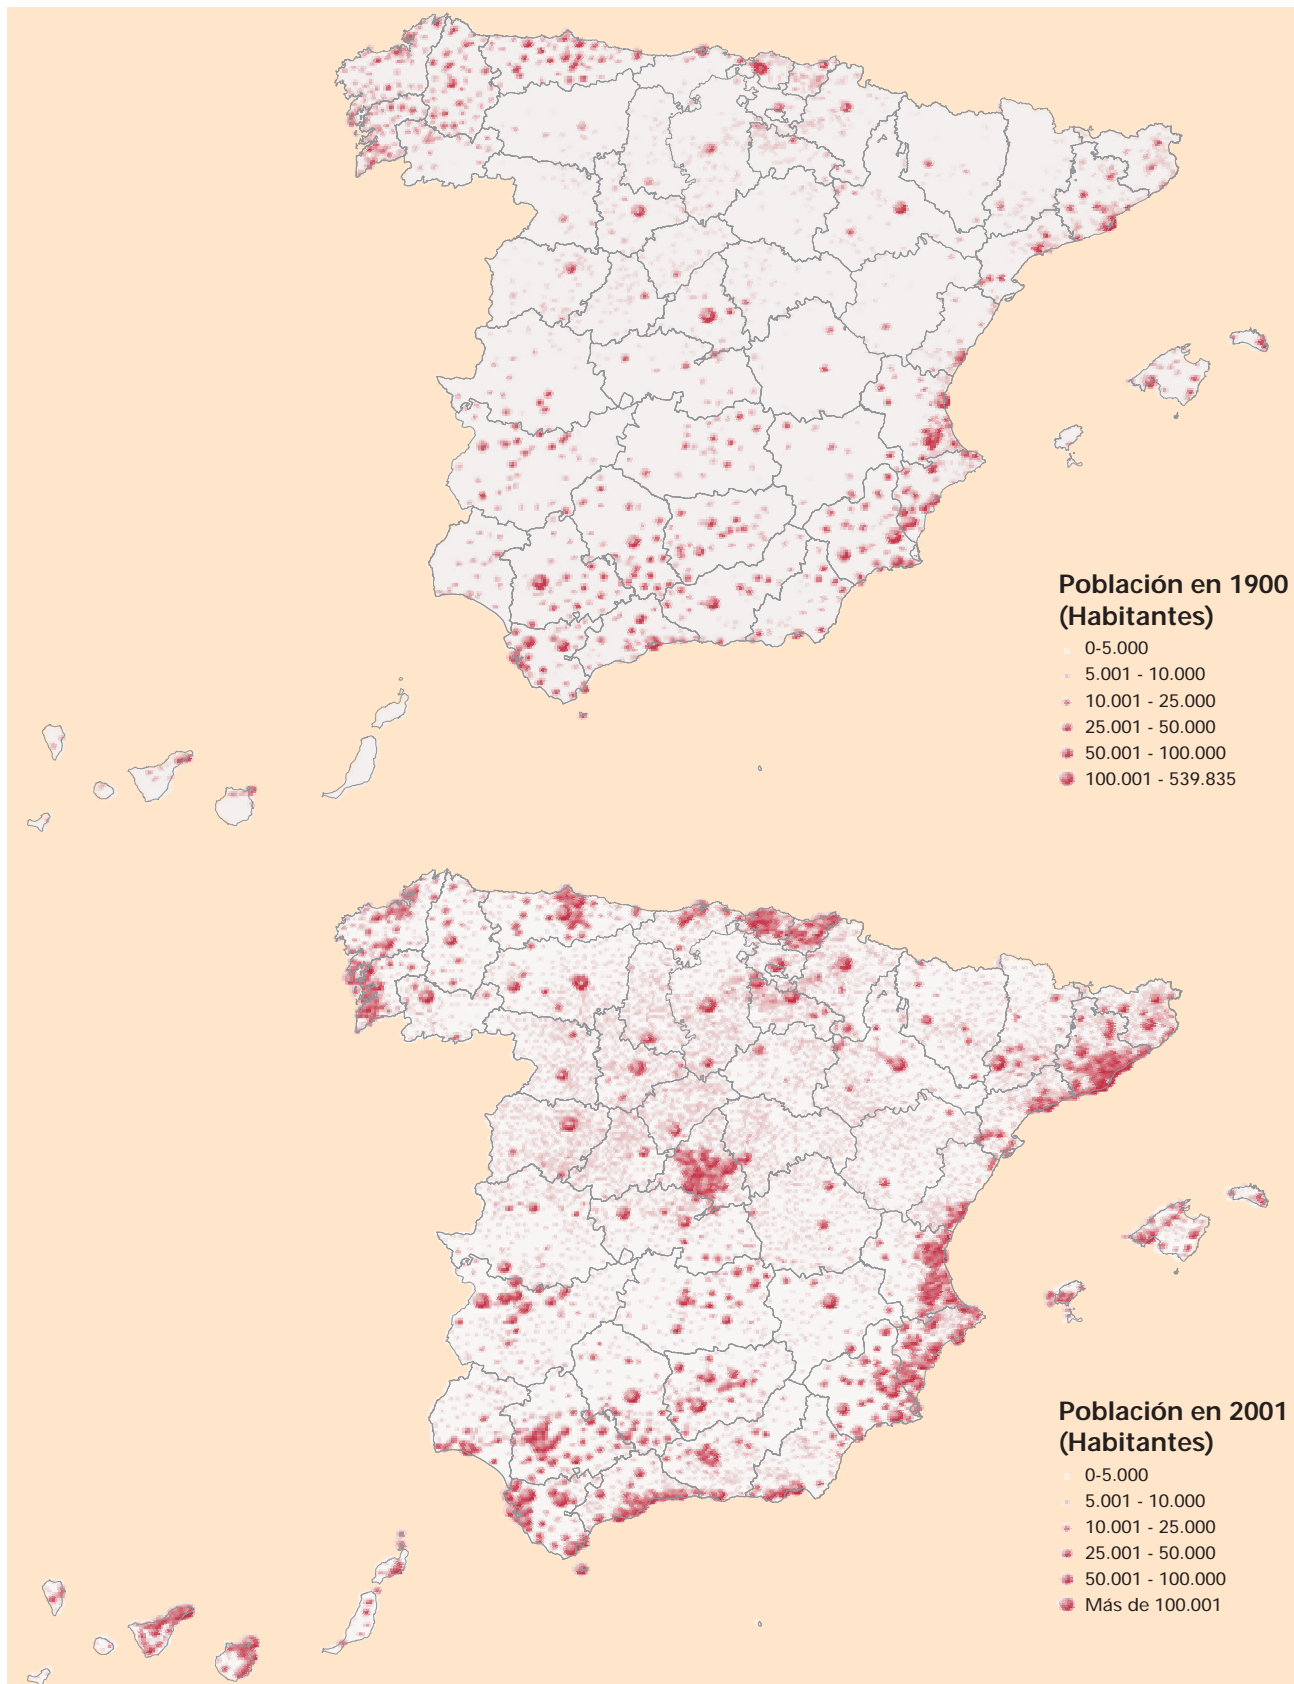 Población en 1900
(Habitantes)
0-5.000
5.001 - 10.000
10.001 - 25.000
25.001 - 50.000
50.001 - 100.000
100.001 - 539.835
Población en 2001
(Habitantes)
0-5.000
5.001 - 10.000
10.001 - 25.000
25.001 - 50.000
50.001 - 100.000
Más de 100.001